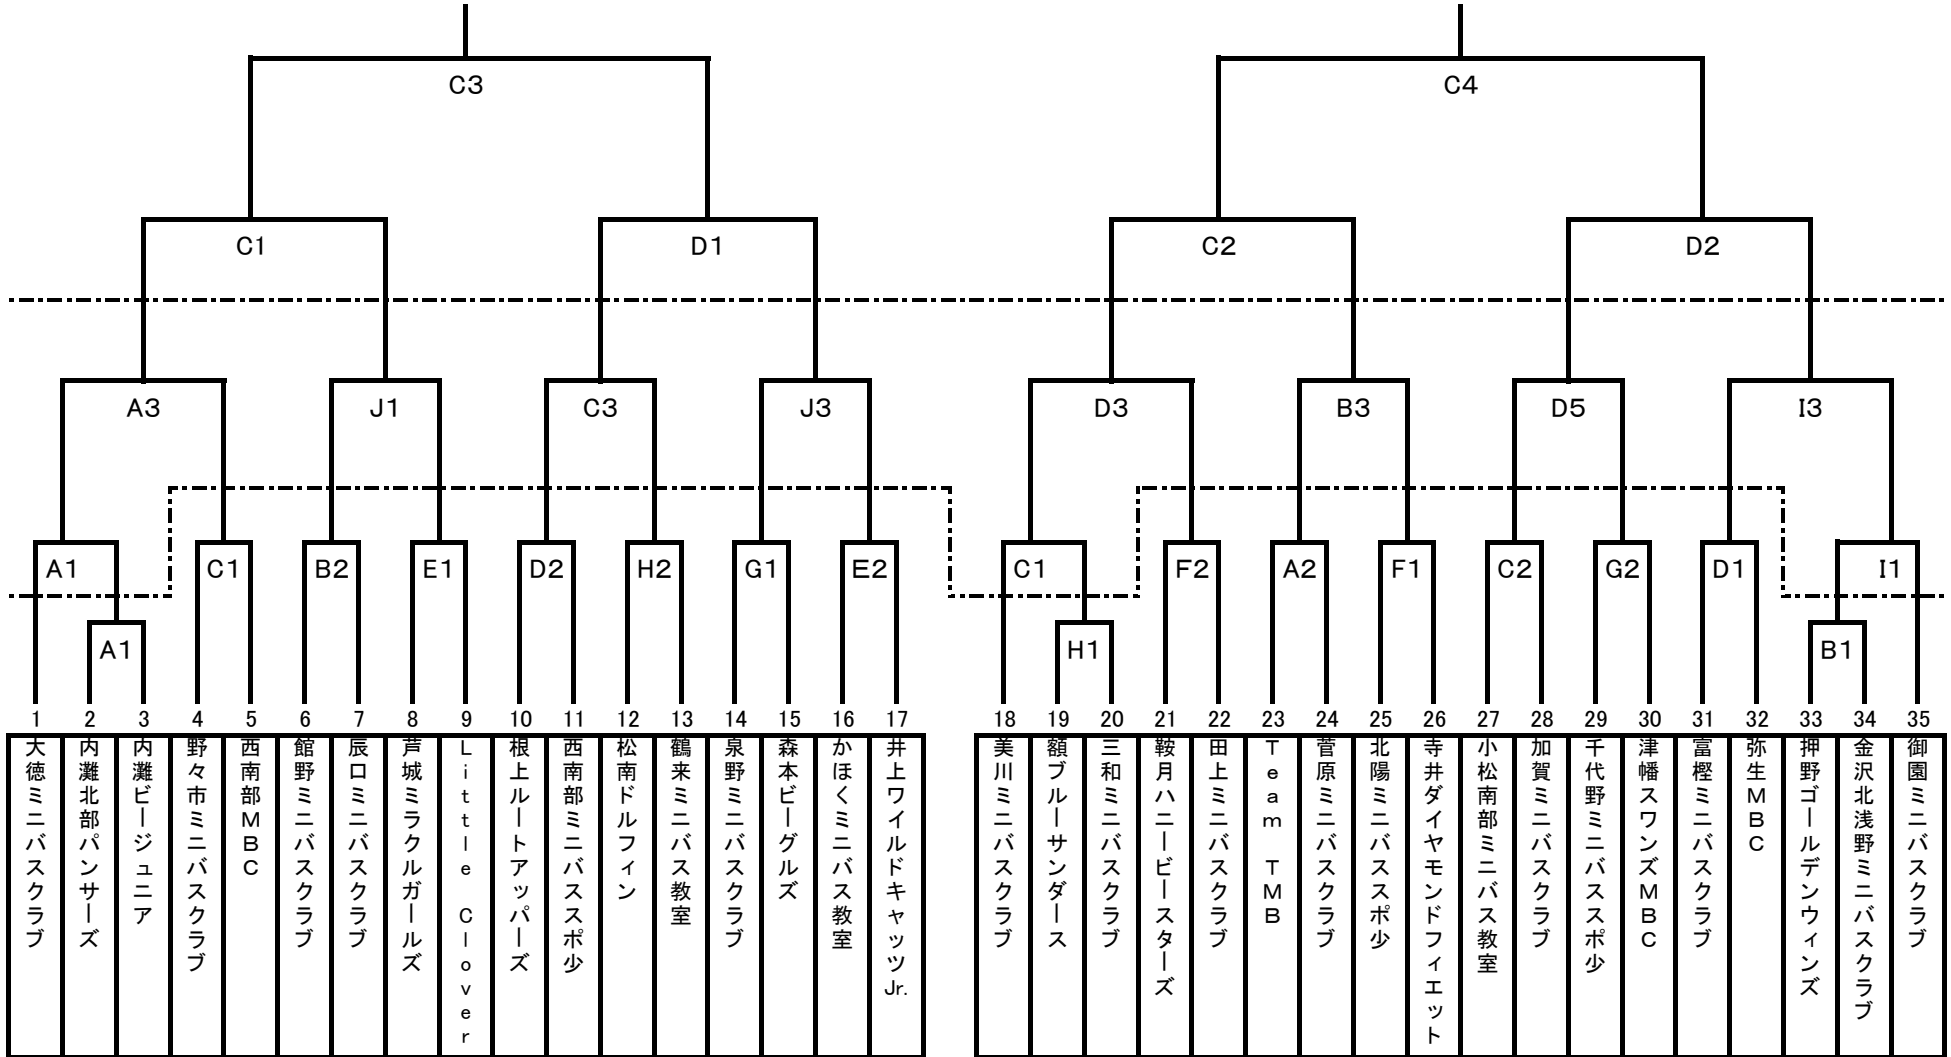 C3
C4
C1
D1
C2
D2
A3
J1
C3
J3
D3
B3
D5
I3
A1
C1
B2
E1
D2
H2
G1
E2
C1
F2
A2
F1
C2
G2
D1
I1
A1
H1
B1
1
2
3
4
5
6
7
8
9
10
11
12
13
14
15
16
17
18
19
20
21
22
23
24
25
26
27
28
29
30
31
32
33
34
35
大徳ミニバスクラブ
内灘北部パンサーズ
内灘ビージュニア
野々市ミニバスクラブ
西南部MBC
館野ミニバスクラブ
辰口ミニバスクラブ
芦城ミラクルガールズ
Little Clover
根上ルートアッパーズ
西南部ミニバススポ少
松南ドルフィン
鶴来ミニバス教室
泉野ミニバスクラブ
森本ビーグルズ
かほくミニバス教室
井上ワイルドキャッツJr.
美川ミニバスクラブ
額ブルーサンダース
三和ミニバスクラブ
鞍月ハニービースターズ
田上ミニバスクラブ
Team TMB
菅原ミニバスクラブ
北陽ミニバススポ少
寺井ダイヤモンドフィエット
小松南部ミニバス教室
加賀ミニバスクラブ
千代野ミニバススポ少
津幡スワンズMBC
富樫ミニバスクラブ
弥生MBC
押野ゴールデンウィンズ
金沢北浅野ミニバスクラブ
御園ミニバスクラブ